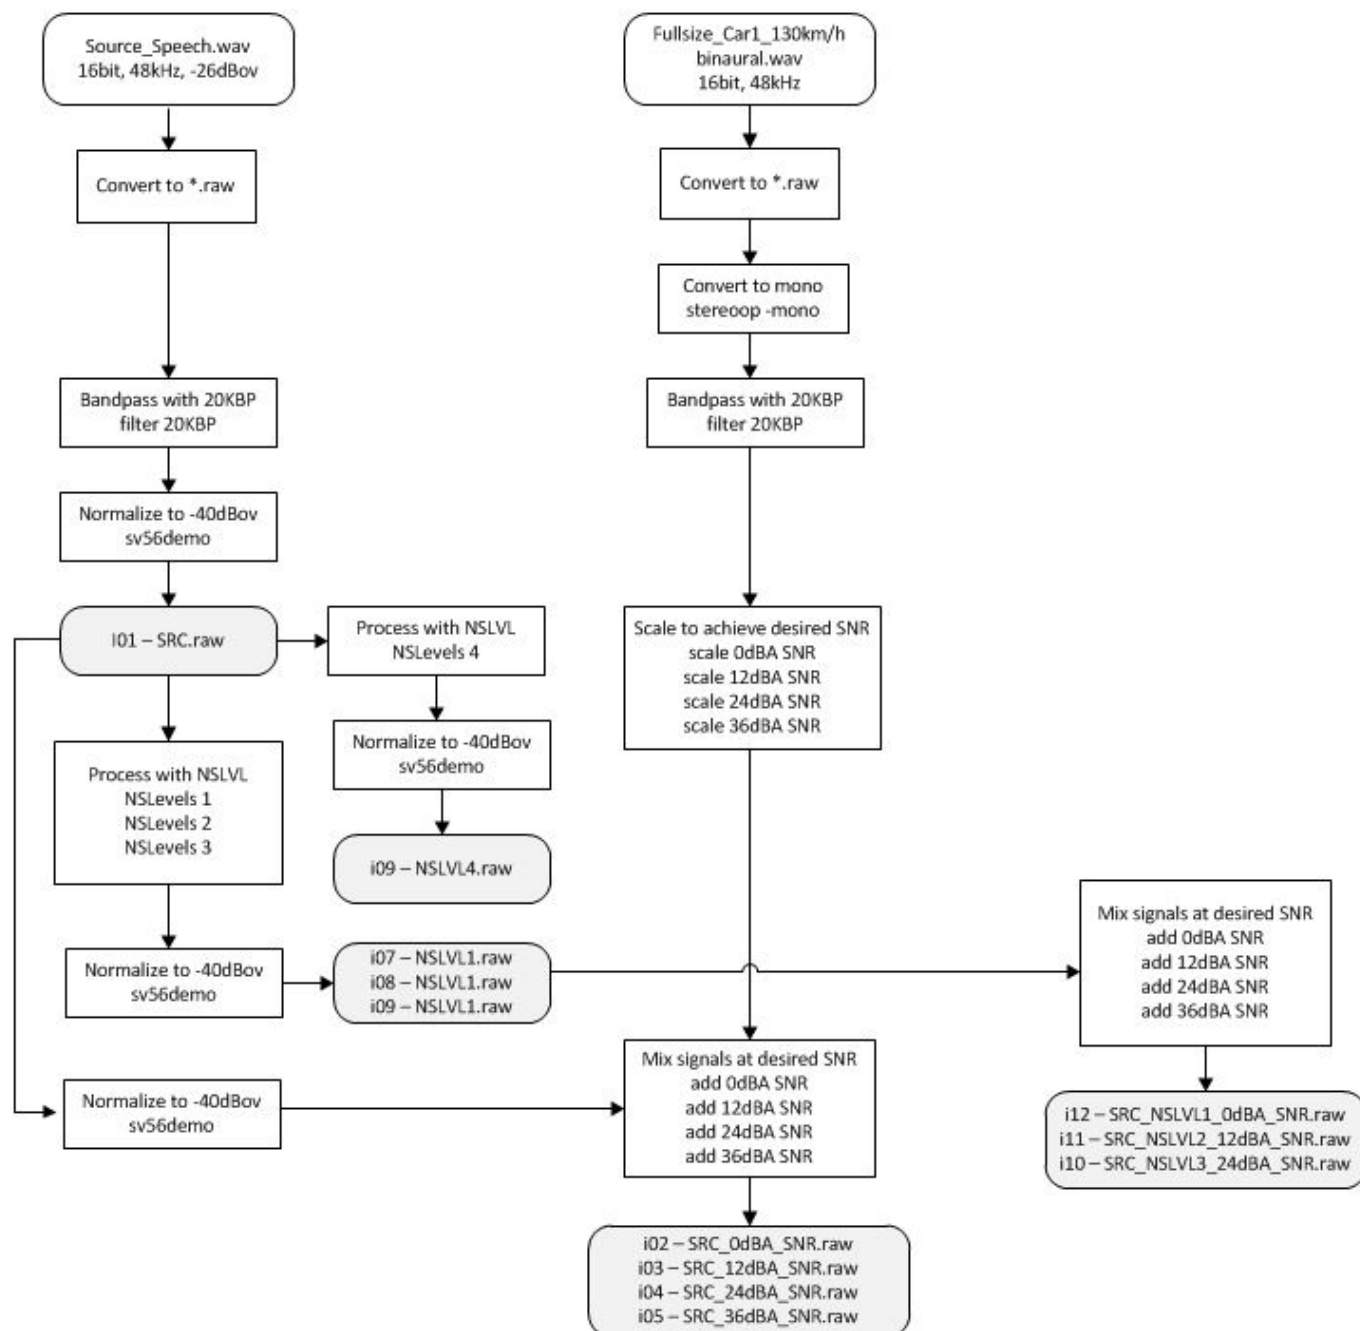 Source_Speech.wav
16bit, 48kHz, -26dBov
Convert to *.raw
Bandpass with 20KBP
filter 20KBP
Normalize to -40dBov
sv56demo
I01 – SRC.raw
Process with NSLVL
NSLevels 1
NSLevels 2
NSLevels 3
Normalize to -40dBov
sv56demo
Normalize to -40dBov
sv56demo
Process with NSLVL
NSLevels 4
Normalize to -40dBov
sv56demo
i09 – NSLVL4.raw
i07 – NSLVL1.raw
i08 – NSLVL1.raw
i09 – NSLVL1.raw
Fullsize_Car1_130km/h
binaural.wav
16bit, 48kHz
Convert to *.raw
Convert to mono
stereoop -mono
Bandpass with 20KBP
filter 20KBP
Scale to achieve desired SNR
scale 0dBA SNR
scale 12dBA SNR
scale 24dBA SNR
scale 36dBA SNR
Mix signals at desired SNR
add 0dBA SNR
add 12dBA SNR
add 24dBA SNR
add 36dBA SNR
i02 – SRC_0dBA_SNR.raw
i03 – SRC_12dBA_SNR.raw
i04 – SRC_24dBA_SNR.raw
i05 – SRC_36dBA_SNR.raw
Mix signals at desired SNR
add 0dBA SNR
add 12dBA SNR
add 24dBA SNR
add 36dBA SNR
i12 – SRC_NSLVL1_0dBA_SNR.raw
i11 – SRC_NSLVL2_12dBA_SNR.raw
i10 – SRC_NSLVL3_24dBA_SNR.raw